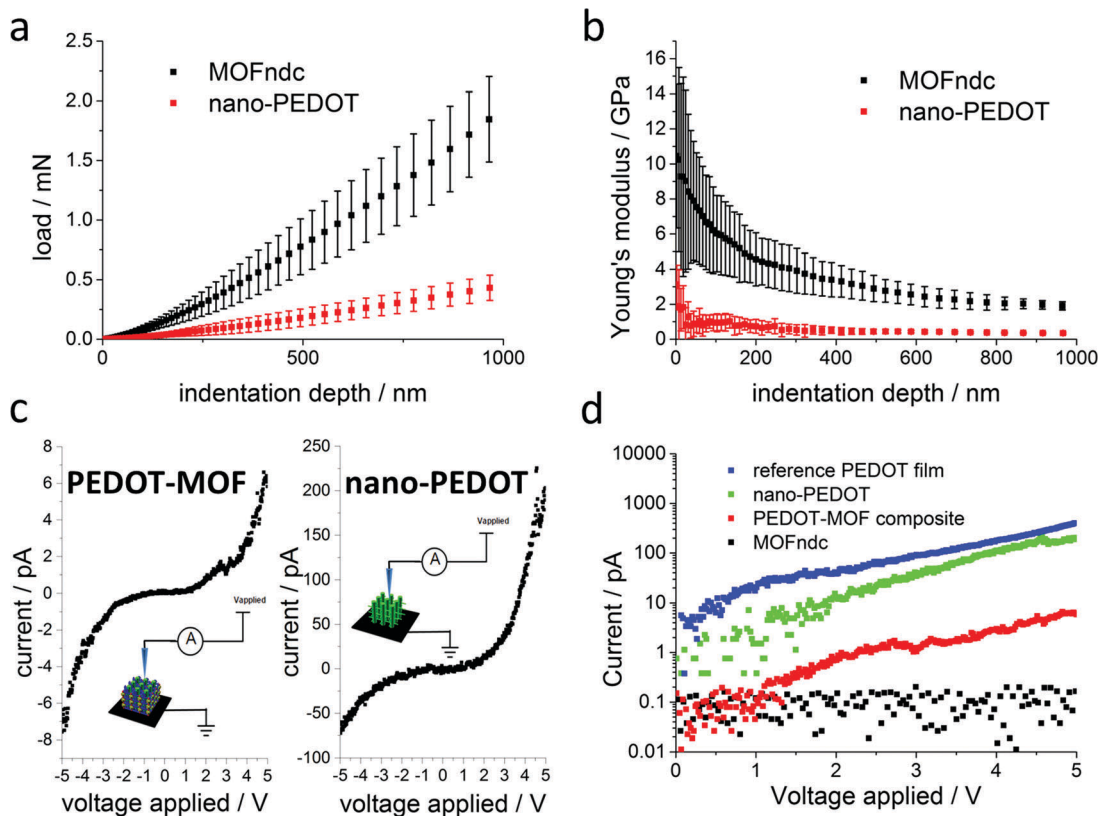 a
2.5
2.0
1.5
1.0
0.5
0.0
load / mN
MOFndc
nano-PEDOT
0
500
1000
indentation depth / nm
b
16
14
12
10
8
6
4
2
0
Young's modulus / GPa
MOFndc
nano-PEDOT
0 200 400 600 800 1000
indentation depth / nm
c
8
6
4
2
0
-2
-4
-6
-8
current / pA
PEDOT-MOF
Vapplied
A
-5 -4 -3 -2 -1 0 1 2 3 4 5
voltage applied / V
250
200
150
100
50
0
-50
-100
current / pA
nano-PEDOT
Vapplied
A
-5 -4 -3 -2 -1 0 1 2 3 4 5
voltage applied / V
d
10000
1000
100
10
1
0.1
0.01
Current / pA
reference PEDOT film
nano-PEDOT
PEDOT-MOF composite
MOFndc
0 1 2 3 4 5
Voltage applied / V